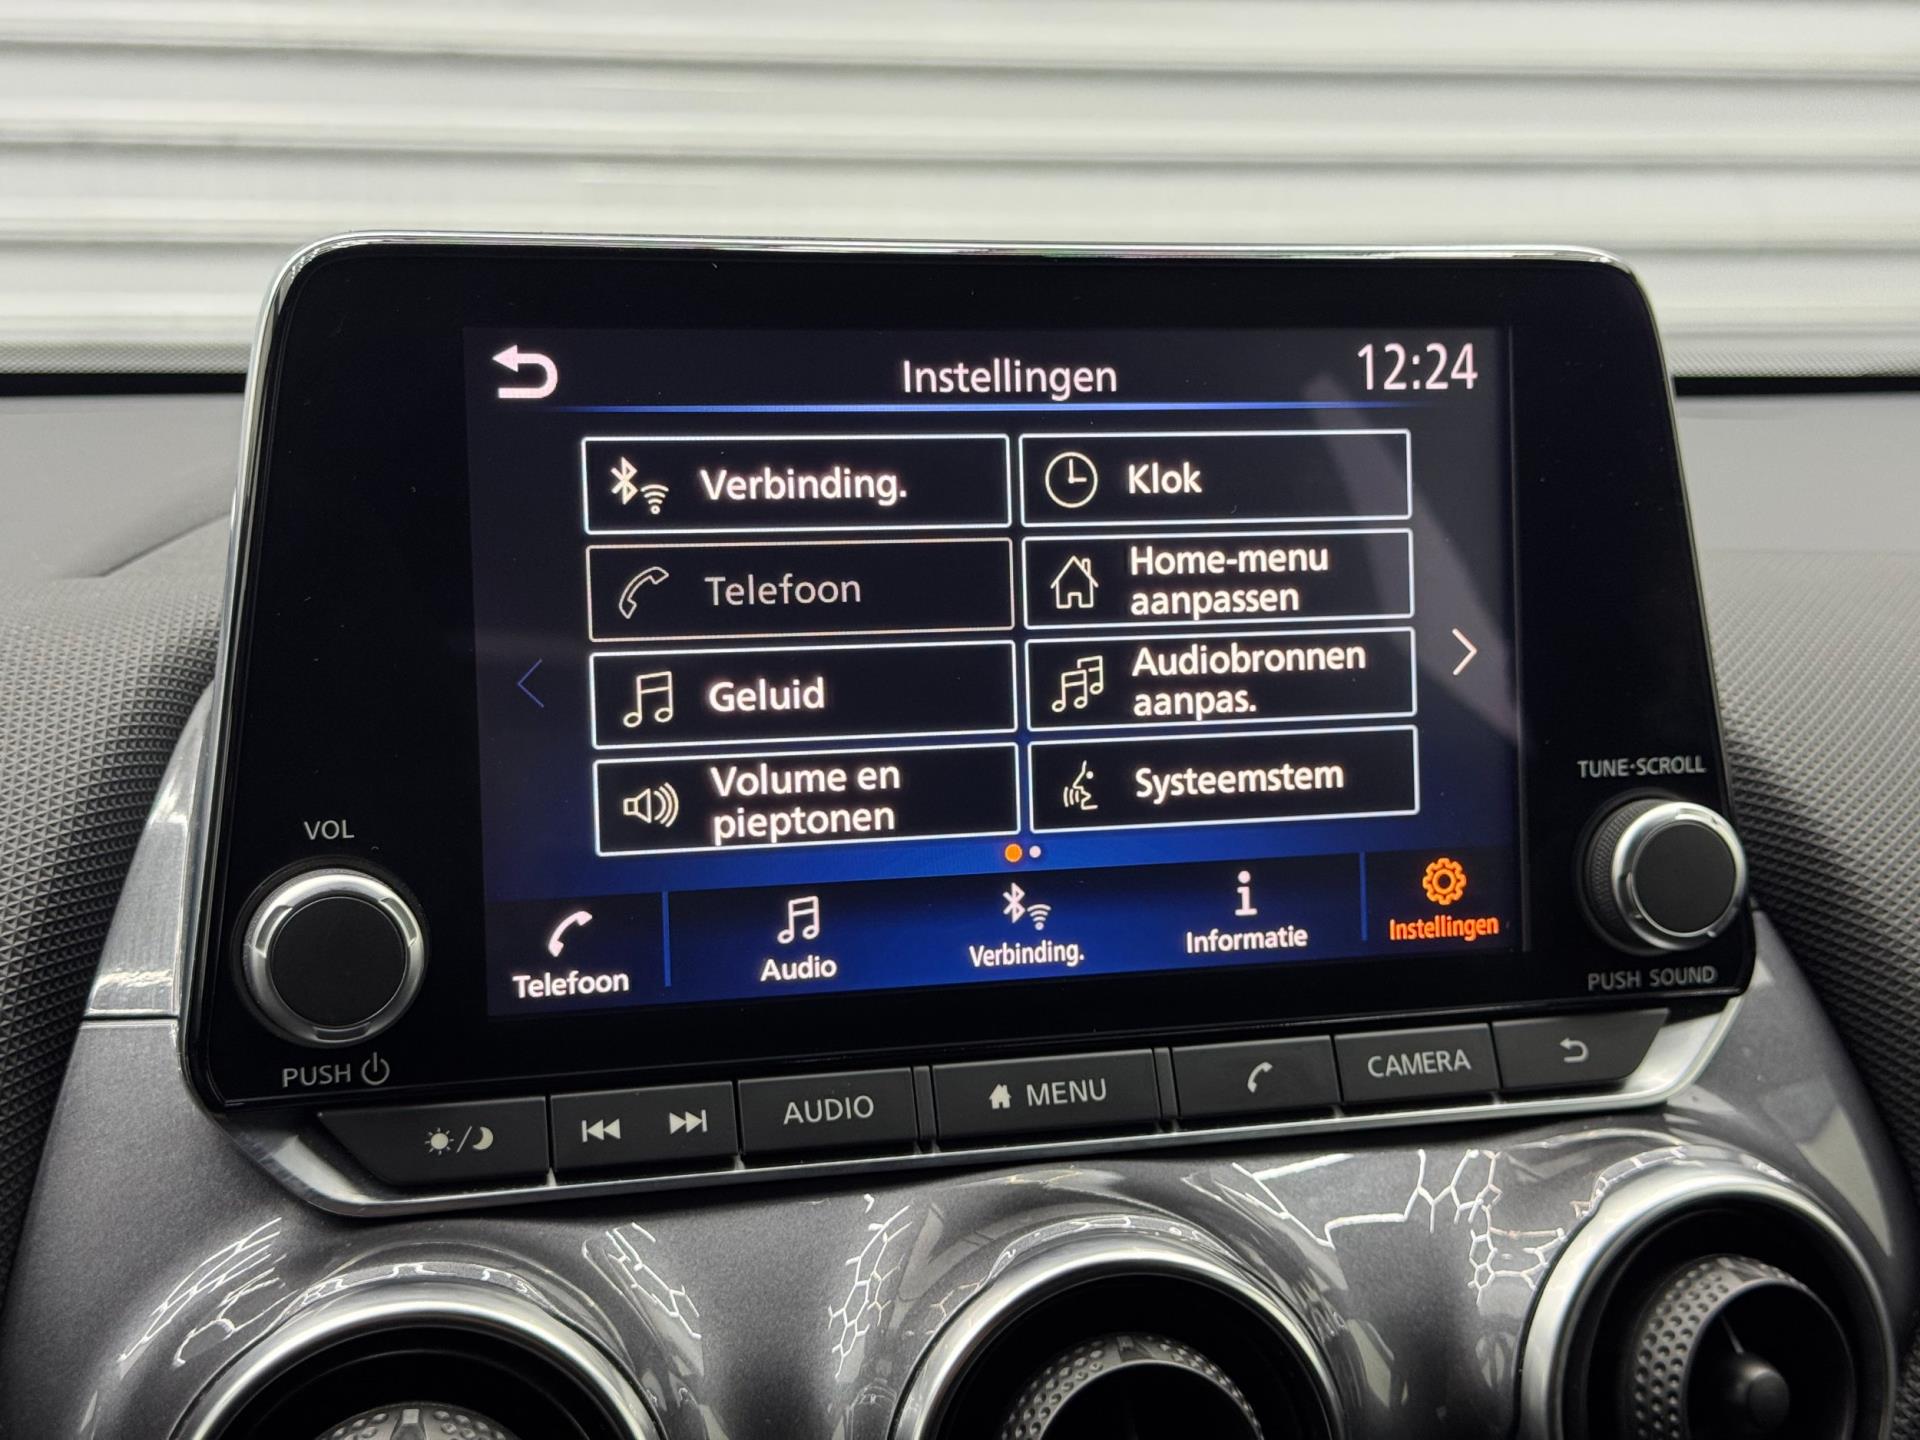 Instellingen
12:24
Verbinding.
Klok
Telefoon
Home-menu
aanpassen
Geluid
Audiobronnen
aanpas.
Volume en
pieptonen
Systeemstem
Telefoon
Audio
Verbinding.
Informatie
Instellingen
VOL
PUSH
TUNE·SCROLL
PUSH SOUND
AUDIO
MENU
CAMERA